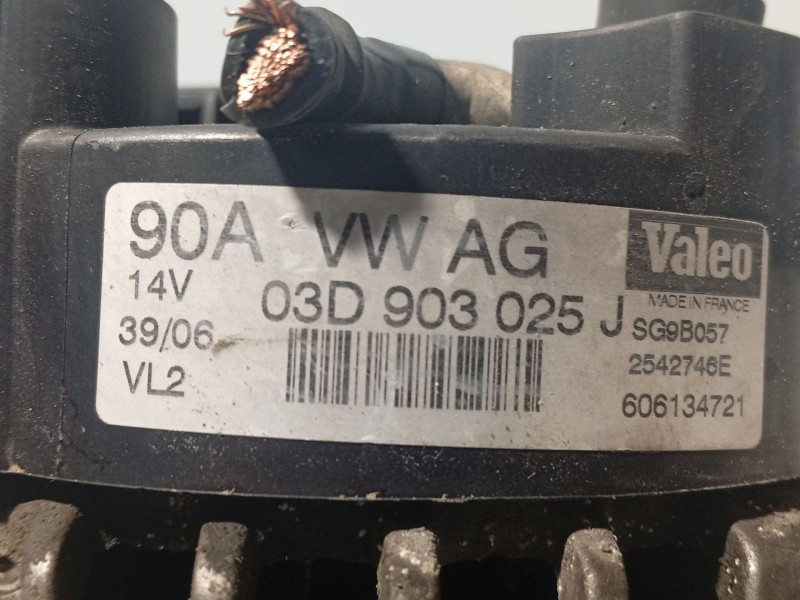 90A VW AG
Valeo
14V
03D 903 025 J
MADE IN FRANCE
39/06
SG9B057
2542746E
VL2
606134721